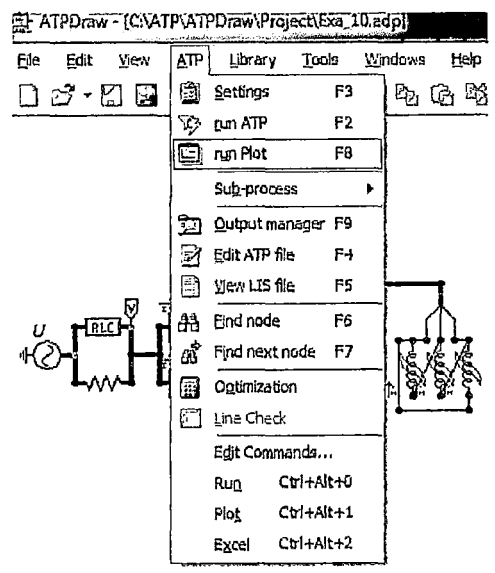 ATPDraw - [C:\ATP\ATPDraw\Project\Exa_10.adp]
File Edit View ATP Library Tools Windows Help
Settings F3
run ATP F2
run Plot F8
Sub-process
Output manager F9
Edit ATP file F4
View LIS file F5
Find node F6
Find next node F7
Optimization
Line Check
Edit Commands...
Run Ctrl+Alt+0
Plot Ctrl+Alt+1
Excel Ctrl+Alt+2
U
RLC
V